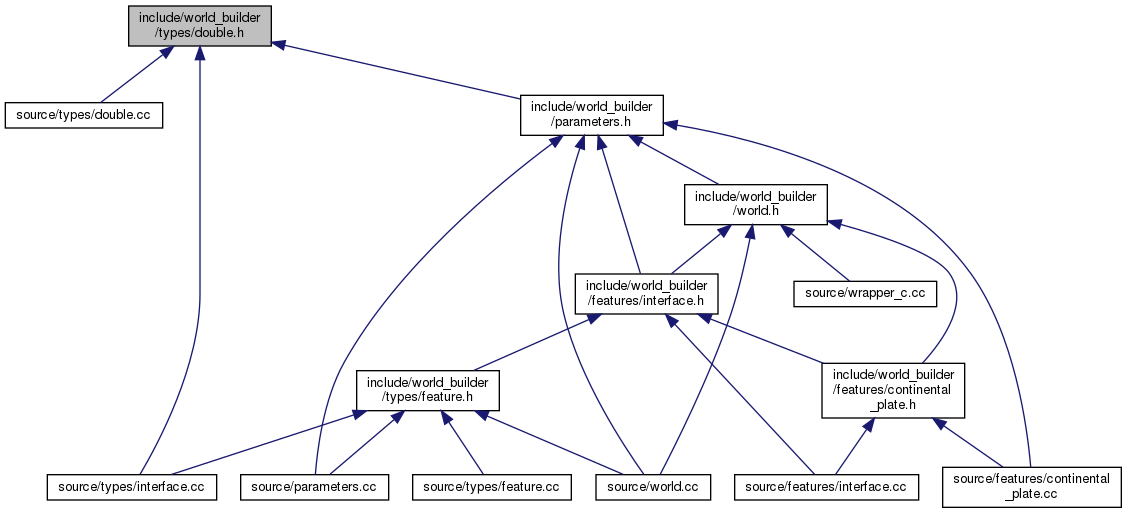 include/world_builder
/types/double.h
source/types/double.cc
include/world_builder
/parameters.h
include/world_builder
/world.h
include/world_builder
/features/interface.h
source/wrapper_c.cc
include/world_builder
/types/feature.h
include/world_builder
/features/continental
_plate.h
source/types/interface.cc
source/parameters.cc
source/types/feature.cc
source/world.cc
source/features/interface.cc
source/features/continental
_plate.cc